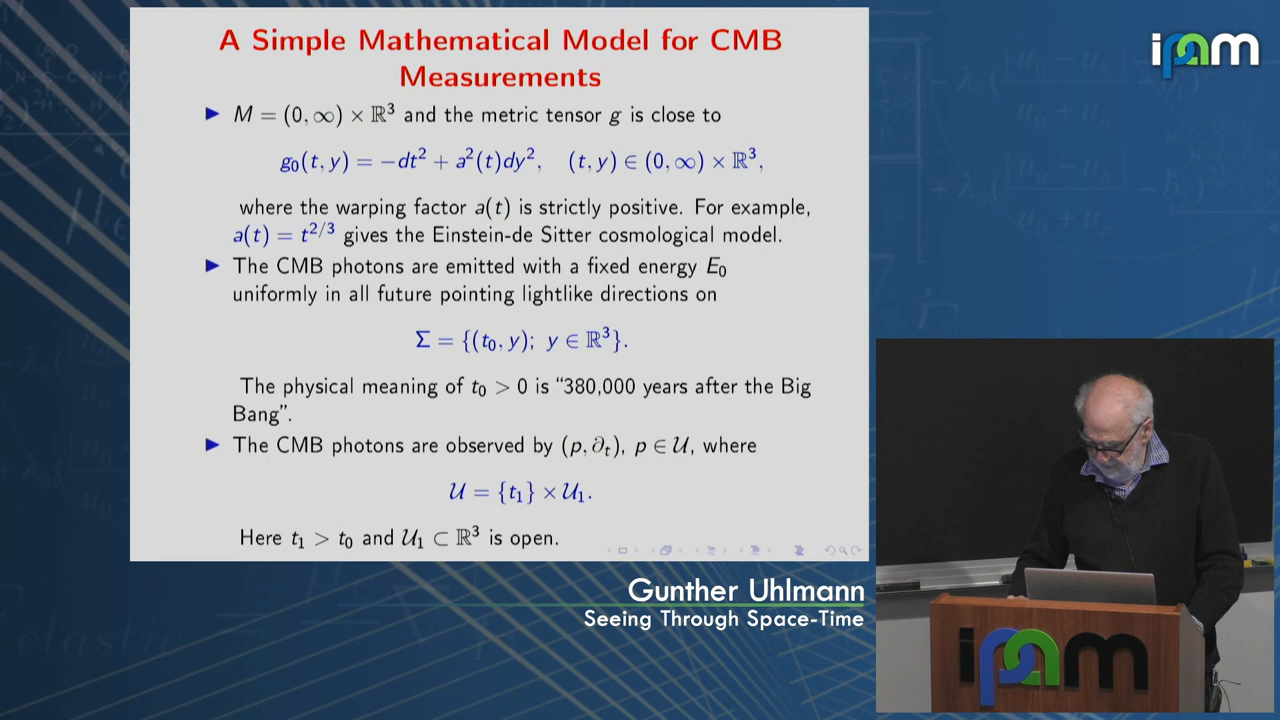 A Simple Mathematical Model for CMB
Measurements
ipam
▶ M = (0, ∞) × ℝ³ and the metric tensor g is close to
g₀(t, y) = −dt² + a²(t)dy², (t, y) ∈ (0, ∞) × ℝ³,
where the warping factor a(t) is strictly positive. For example,
a(t) = t^{2/3} gives the Einstein-de Sitter cosmological model.
▶ The CMB photons are emitted with a fixed energy E₀
uniformly in all future pointing lightlike directions on
Σ = {(t₀, y); y ∈ ℝ³}.
The physical meaning of t₀ > 0 is “380,000 years after the Big
Bang”.
▶ The CMB photons are observed by (p, ∂ₜ), p ∈ 𝒰, where
𝒰 = {t₁} × 𝒰₁.
Here t₁ > t₀ and 𝒰₁ ⊂ ℝ³ is open.
Gunther Uhlmann
Seeing Through Space-Time
ipam